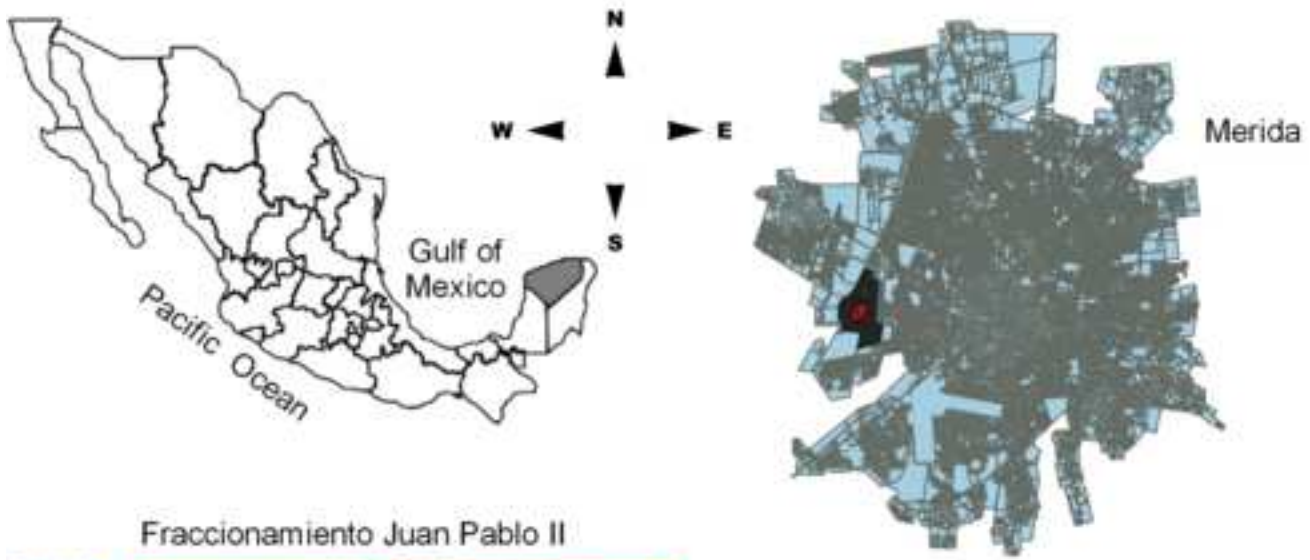 N
W
E
S
Merida
Gulf of
Mexico
Pacific Ocean
Fraccionamiento Juan Pablo II